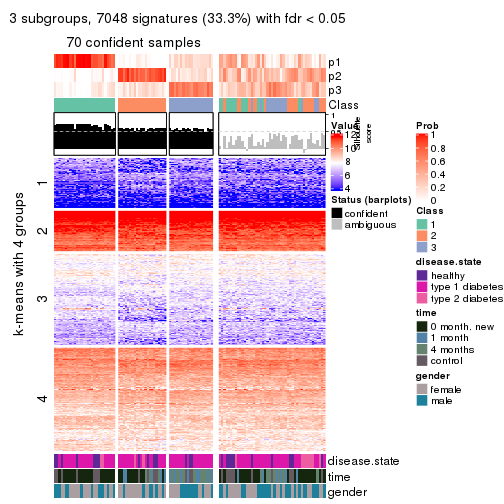 3 subgroups, 7048 signatures (33.3%) with fdr < 0.05
70 confident samples
p1
p2
p3
Class
1
Silhouette
score
k-means with 4 groups
1
2
3
4
disease.state
time
gender
Value
12
10
8
6
4
Status (barplots)
confident
ambiguous
Prob
1
0.8
0.6
0.4
0.2
0
Class
1
2
3
disease.state
healthy
type 1 diabetes
type 2 diabetes
time
0 month, new
1 month
4 months
control
gender
female
male